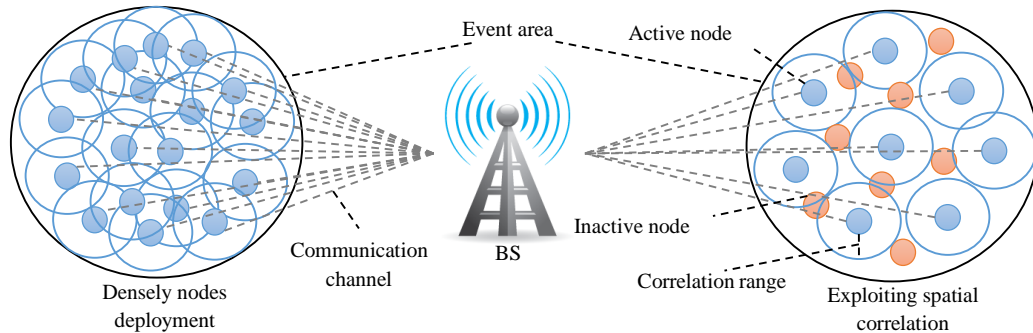 Event area
Active node
Communication
channel
BS
Inactive node
Correlation range
Densely nodes
deployment
Exploiting spatial
correlation